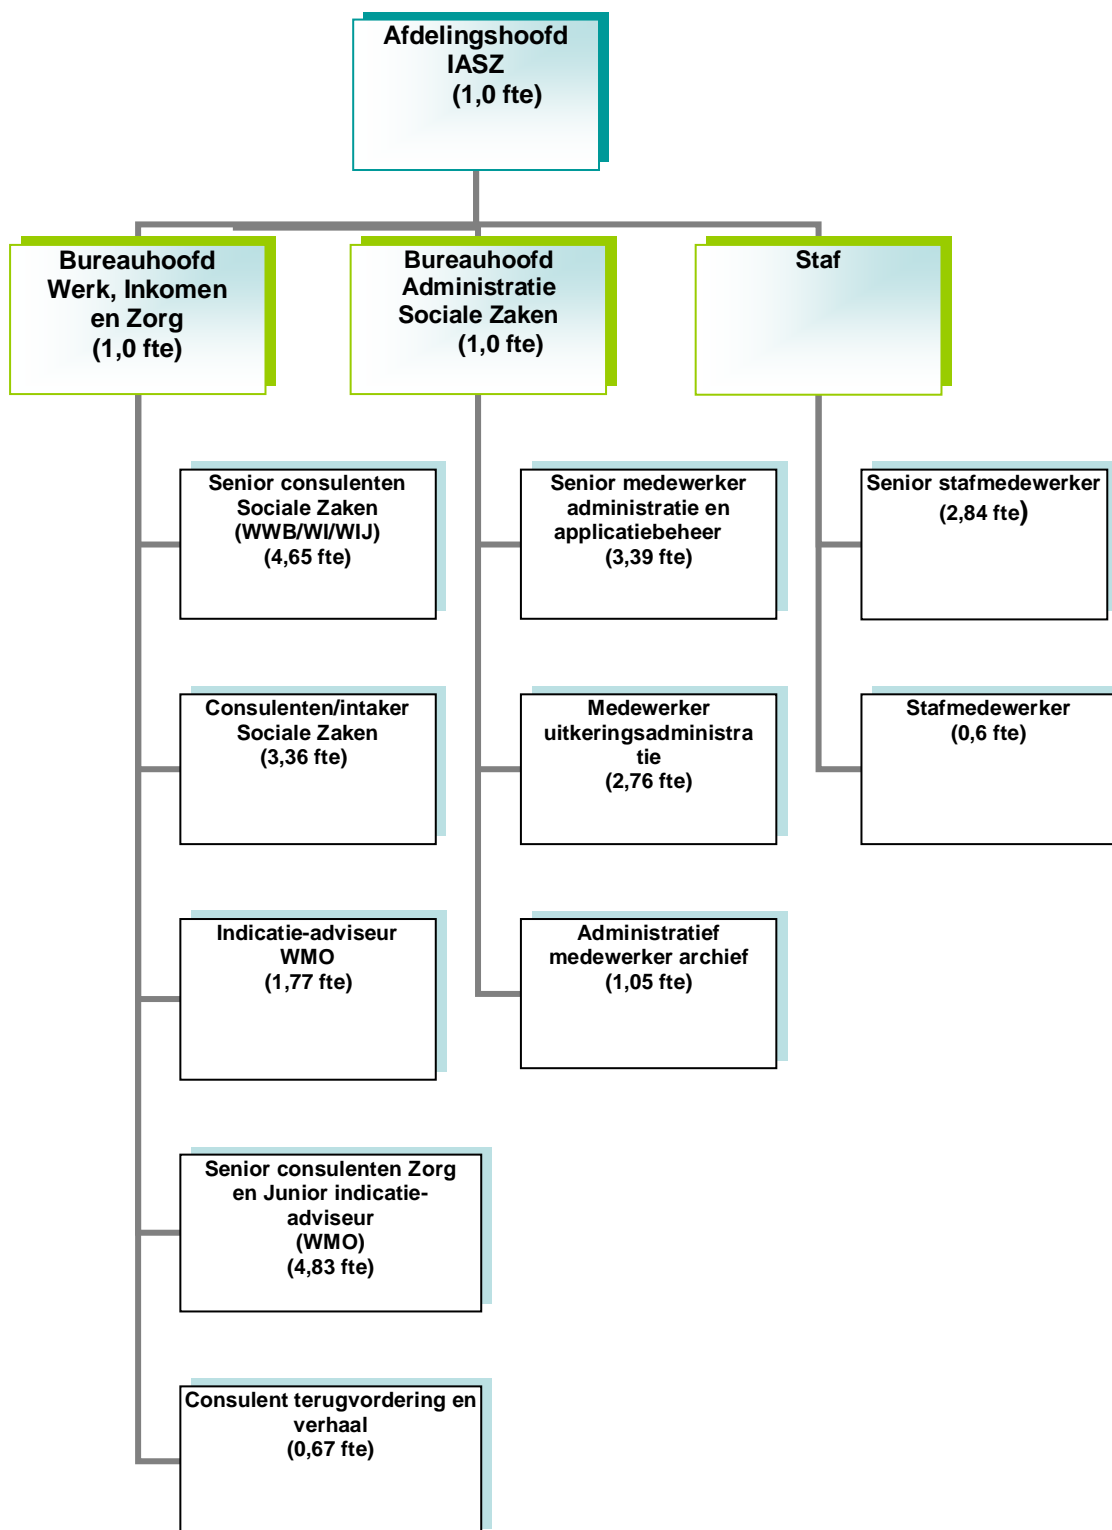 Afdelingshoofd
IASZ
(1,0 fte)
Bureauhoofd
Werk, Inkomen
en Zorg
(1,0 fte)
Bureauhoofd
Administratie
Sociale Zaken
(1,0 fte)
Staf
Senior consulenten
Sociale Zaken
(WWB/WI/WIJ)
(4,65 fte)
Senior medewerker
administratie en
applicatiebeheer
(3,39 fte)
Senior stafmedewerker
(2,84 fte)
Consulenten/intaker
Sociale Zaken
(3,36 fte)
Medewerker
uitkeringsadministra
tie
(2,76 fte)
Stafmedewerker
(0,6 fte)
Indicatie-adviseur
WMO
(1,77 fte)
Administratief
medewerker archief
(1,05 fte)
Senior consulenten Zorg
en Junior indicatie-
adviseur
(WMO)
(4,83 fte)
Consulent terugvordering en
verhaal
(0,67 fte)